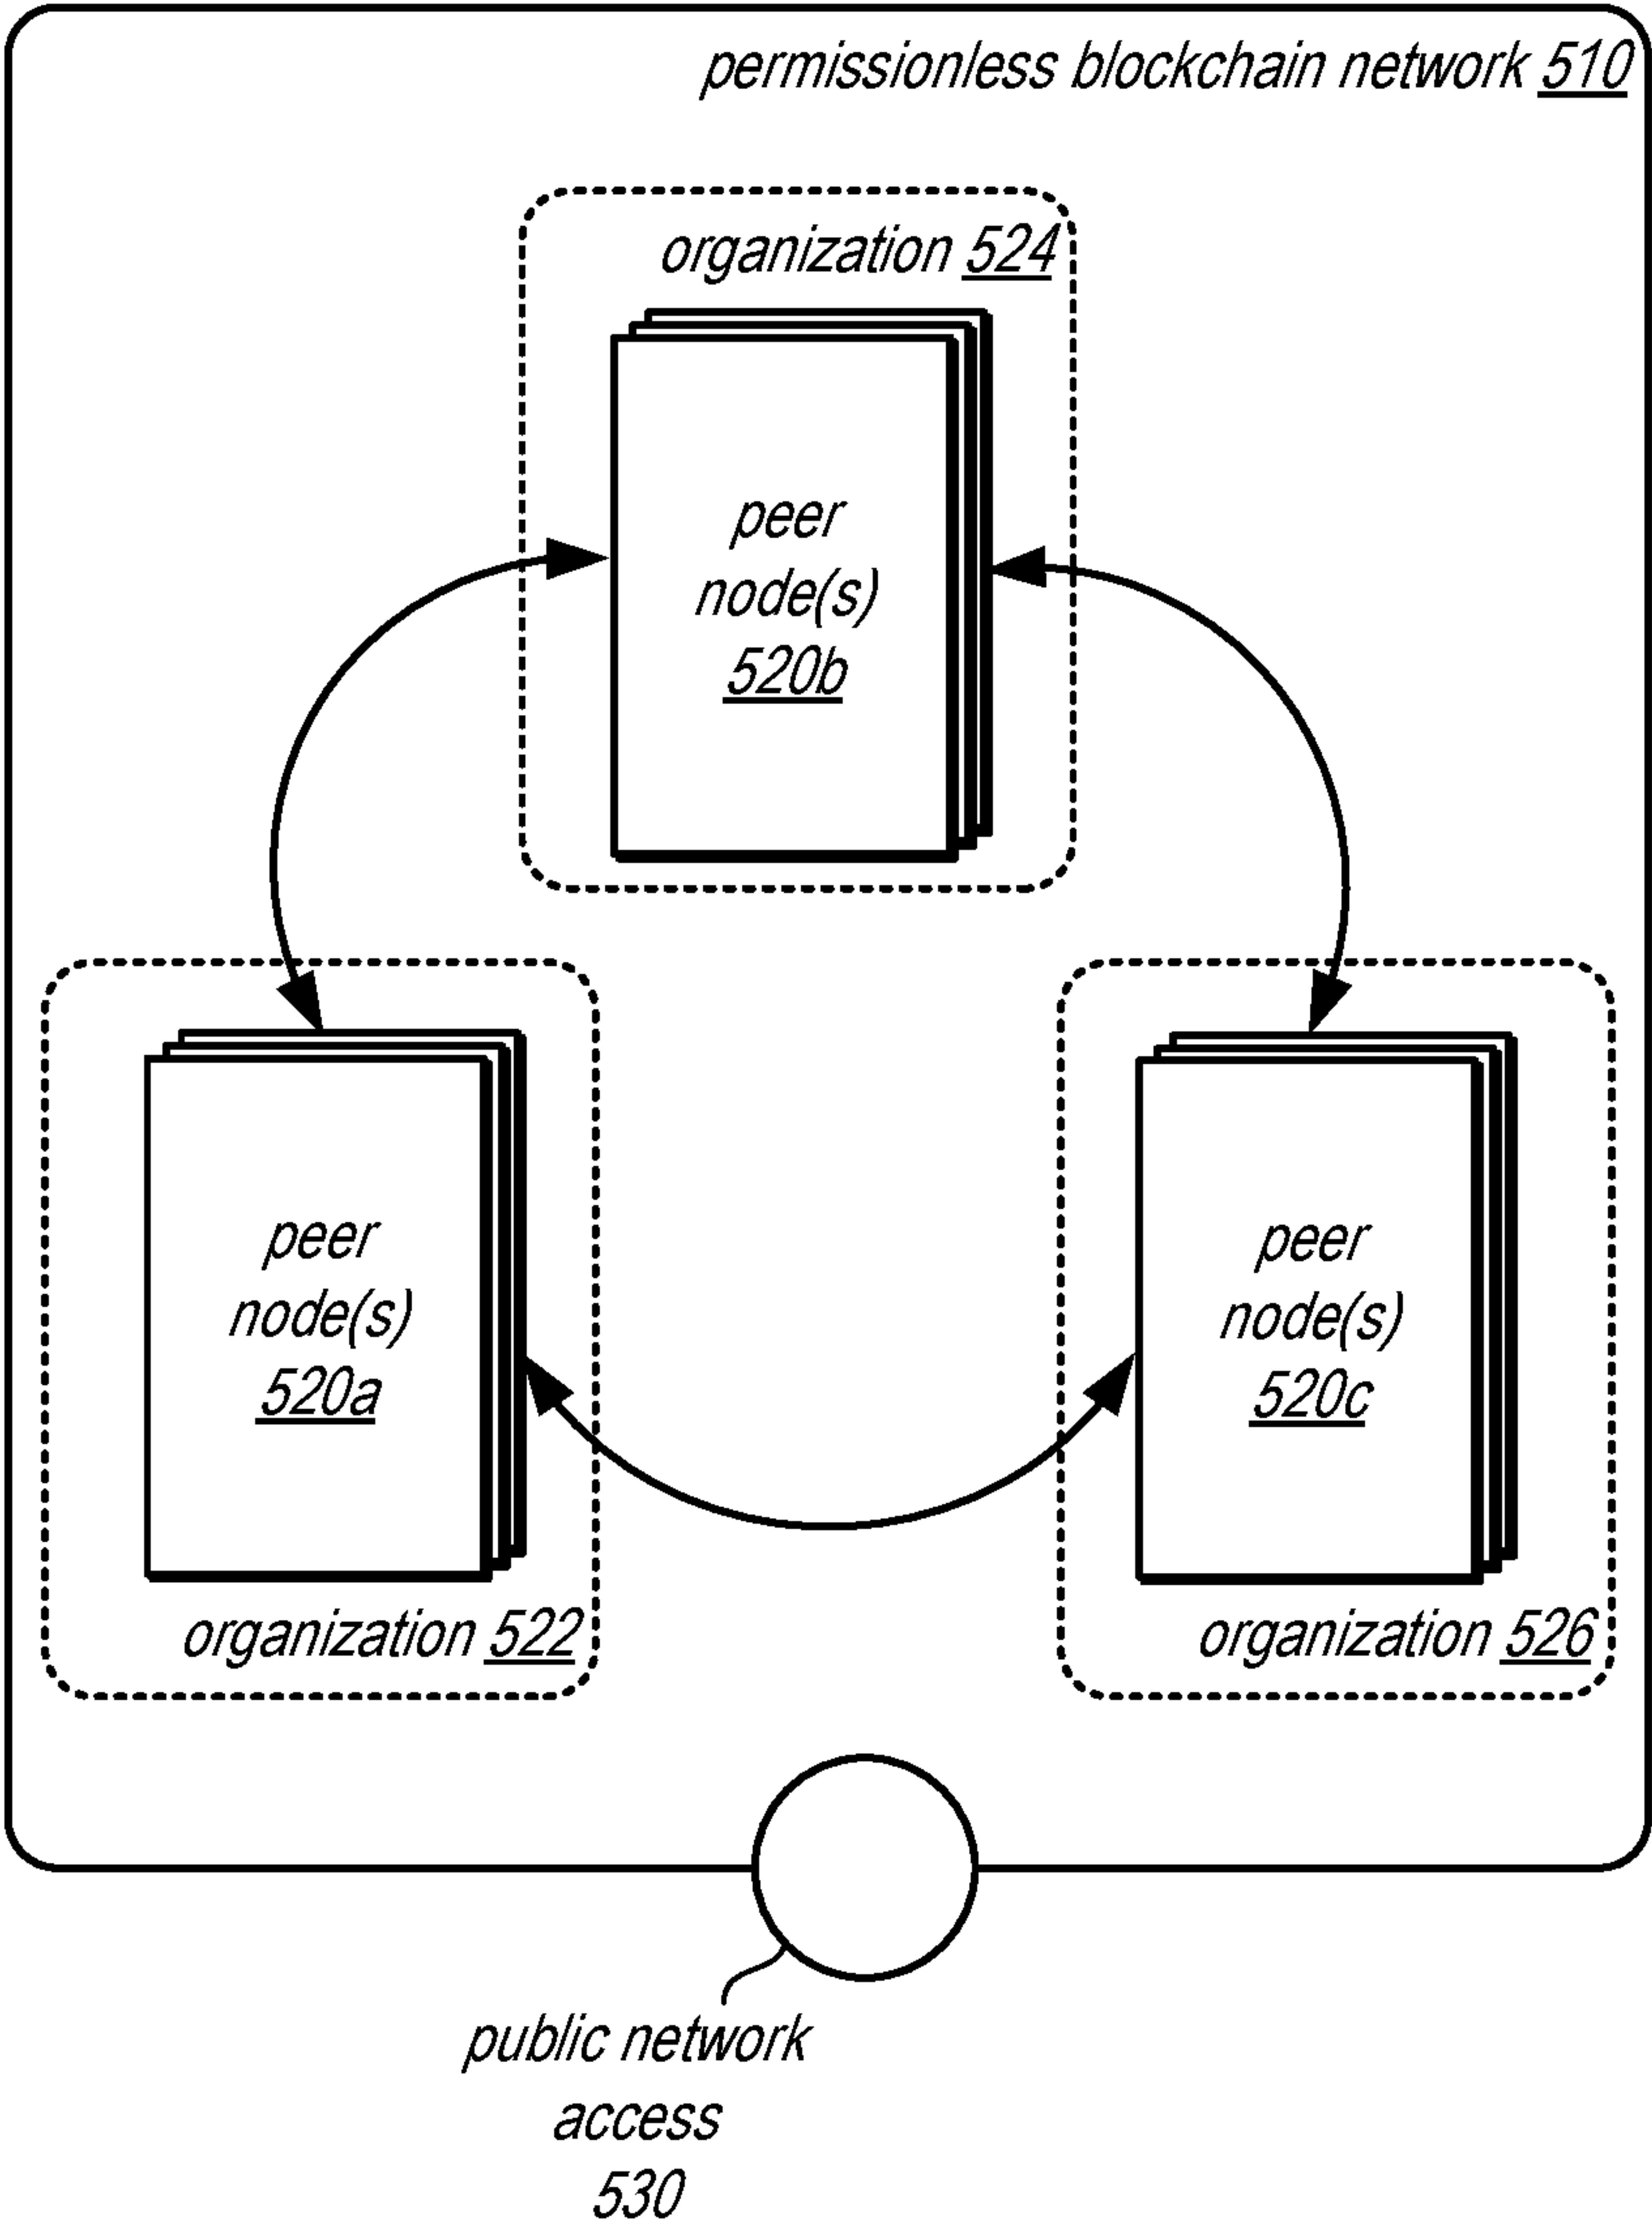 permissionless blockchain network 510
organization 524
peer
node(s)
520b
peer
node(s)
520a
organization 522
peer
node(s)
520c
organization 526
public network
access
530